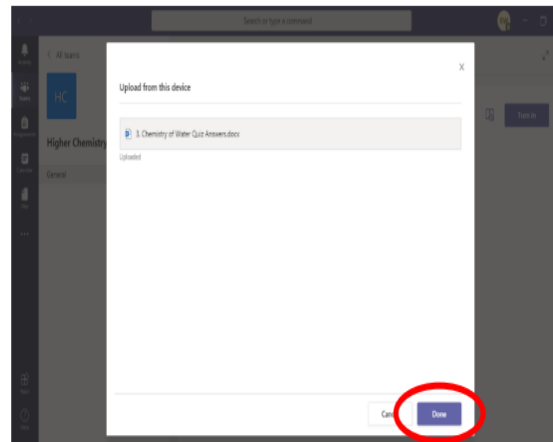 Search or type a command
All teams
X
Upload from this device
HC
Teams
Turn in
3. Chemistry of Water Quiz Answers.docx
Higher Chemistry
Uploaded
General
Done